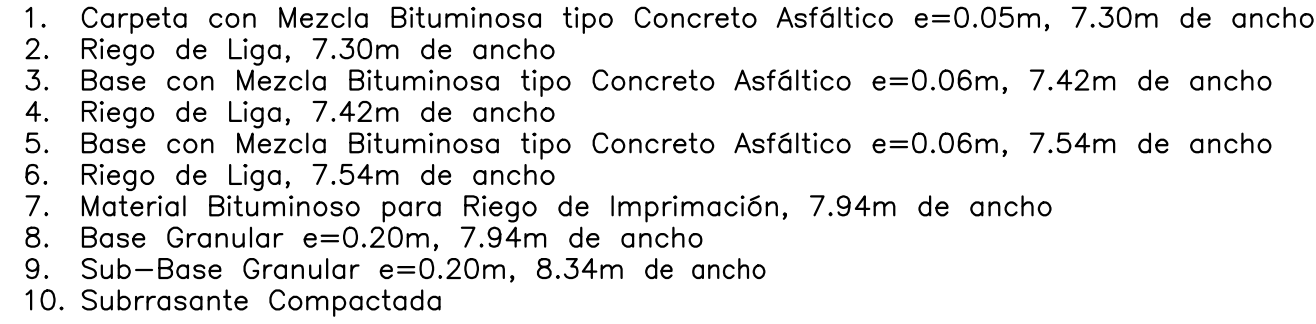 1. Carpeta con Mezcla Bituminosa tipo Concreto Asfáltico e=0.05m, 7.30m de ancho
2. Riego de Liga, 7.30m de ancho
3. Base con Mezcla Bituminosa tipo Concreto Asfáltico e=0.06m, 7.42m de ancho
4. Riego de Liga, 7.42m de ancho
5. Base con Mezcla Bituminosa tipo Concreto Asfáltico e=0.06m, 7.54m de ancho
6. Riego de Liga, 7.54m de ancho
7. Material Bituminoso para Riego de Imprimación, 7.94m de ancho
8. Base Granular e=0.20m, 7.94m de ancho
9. Sub-Base Granular e=0.20m, 8.34m de ancho
10. Subrrasante Compactada